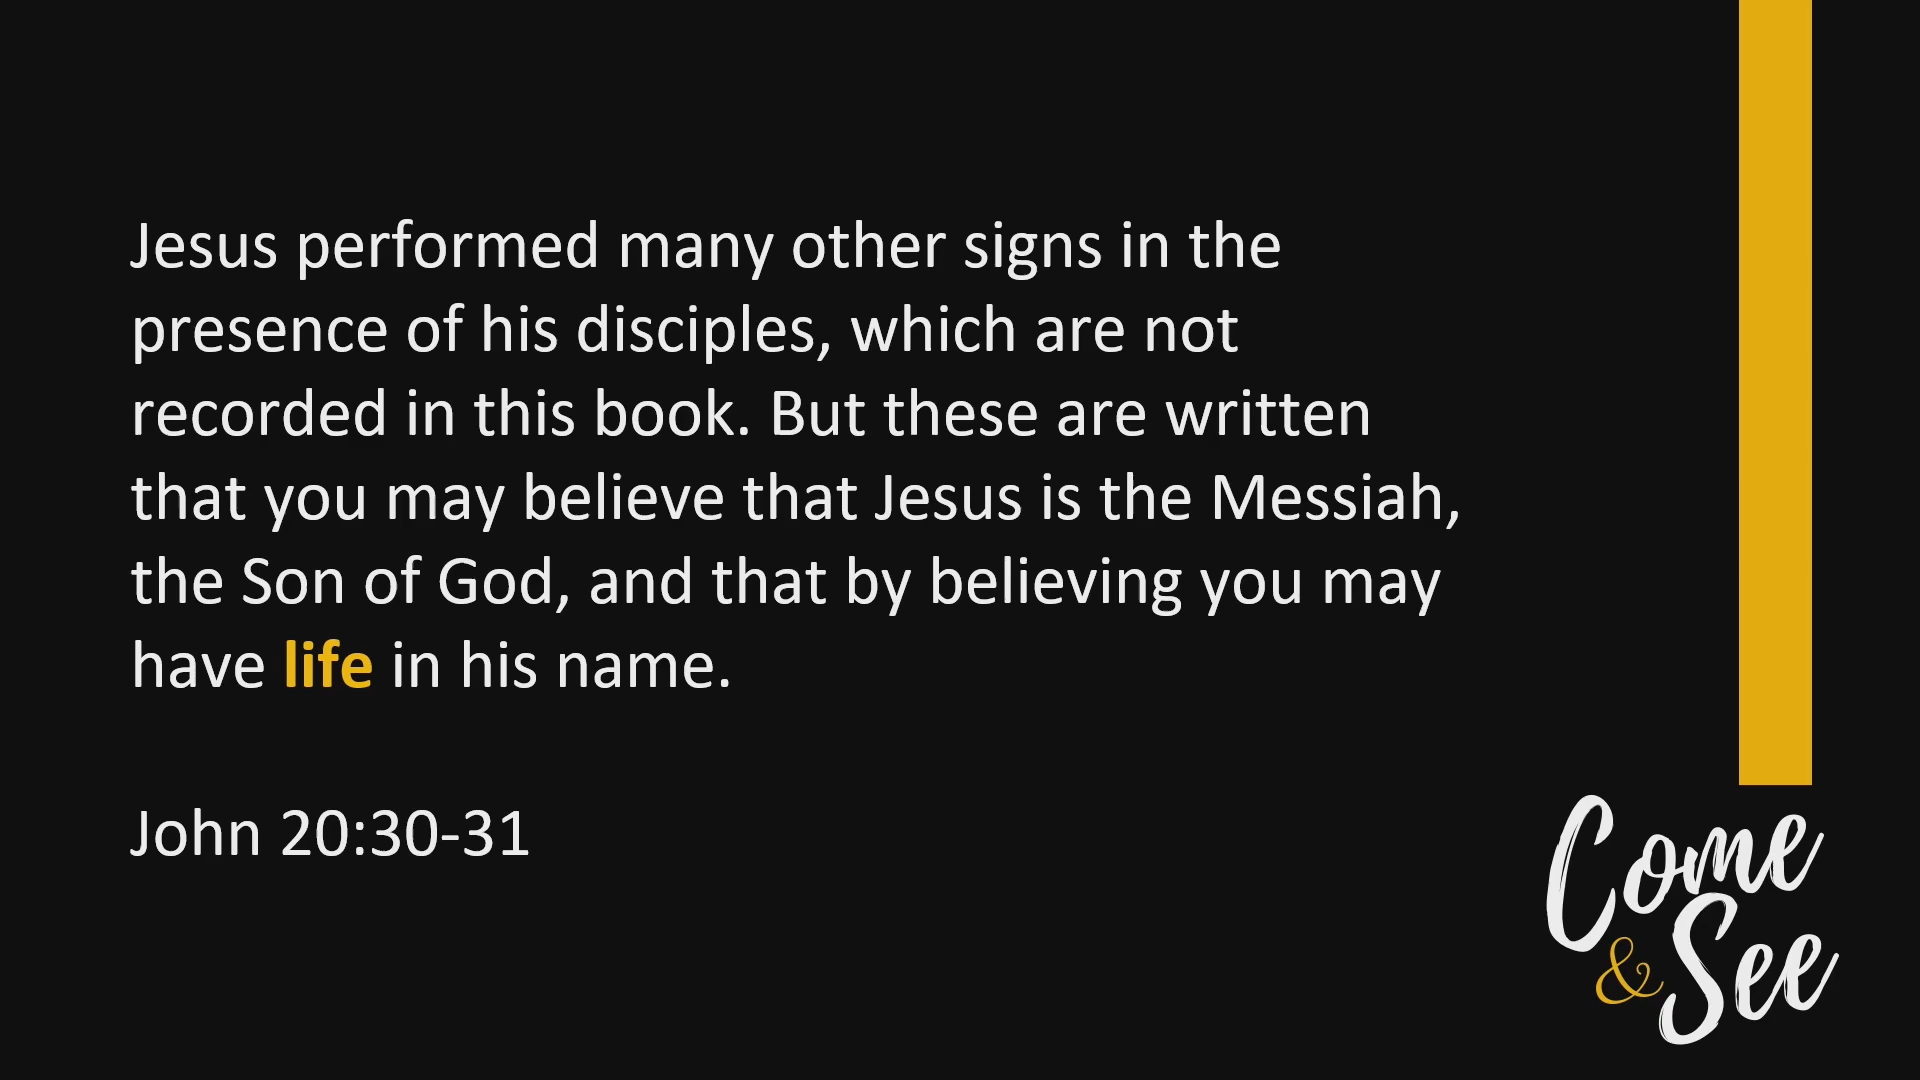 Jesus performed many other signs in the
presence of his disciples, which are not
recorded in this book. But these are written
that you may believe that Jesus is the Messiah,
the Son of God, and that by believing you may
have life in his name.
John 20:30-31
Come
& See